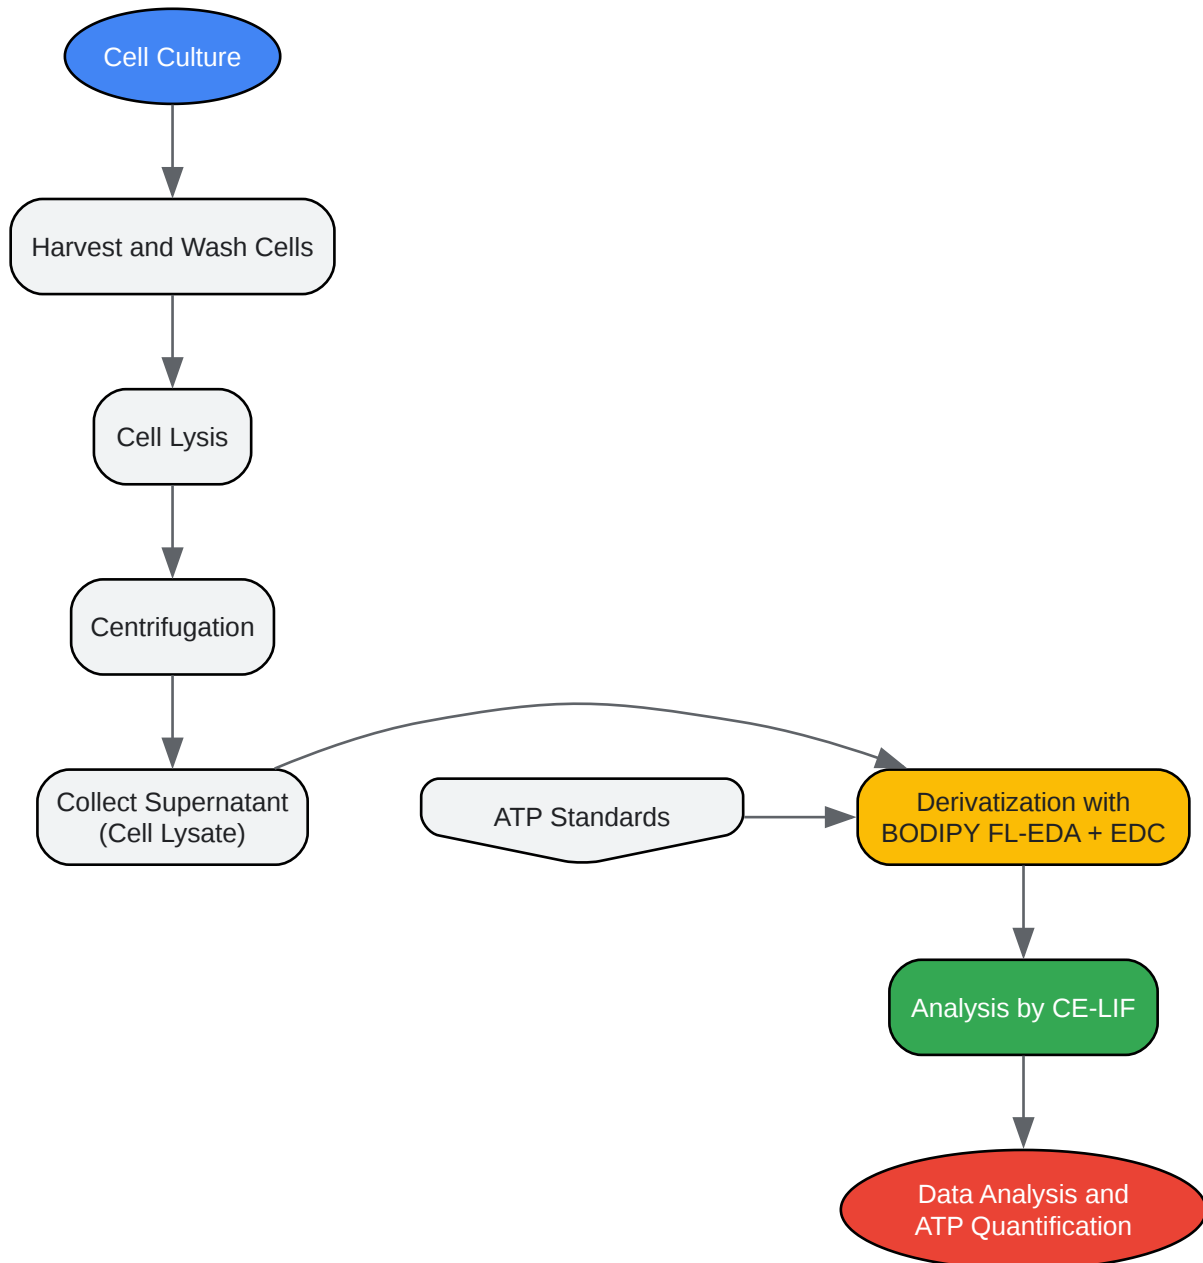 Cell Culture
Harvest and Wash Cells
Cell Lysis
Centrifugation
Collect Supernatant
(Cell Lysate)
ATP Standards
Derivatization with
BODIPY FL-EDA + EDC
Analysis by CE-LIF
Data Analysis and
ATP Quantification